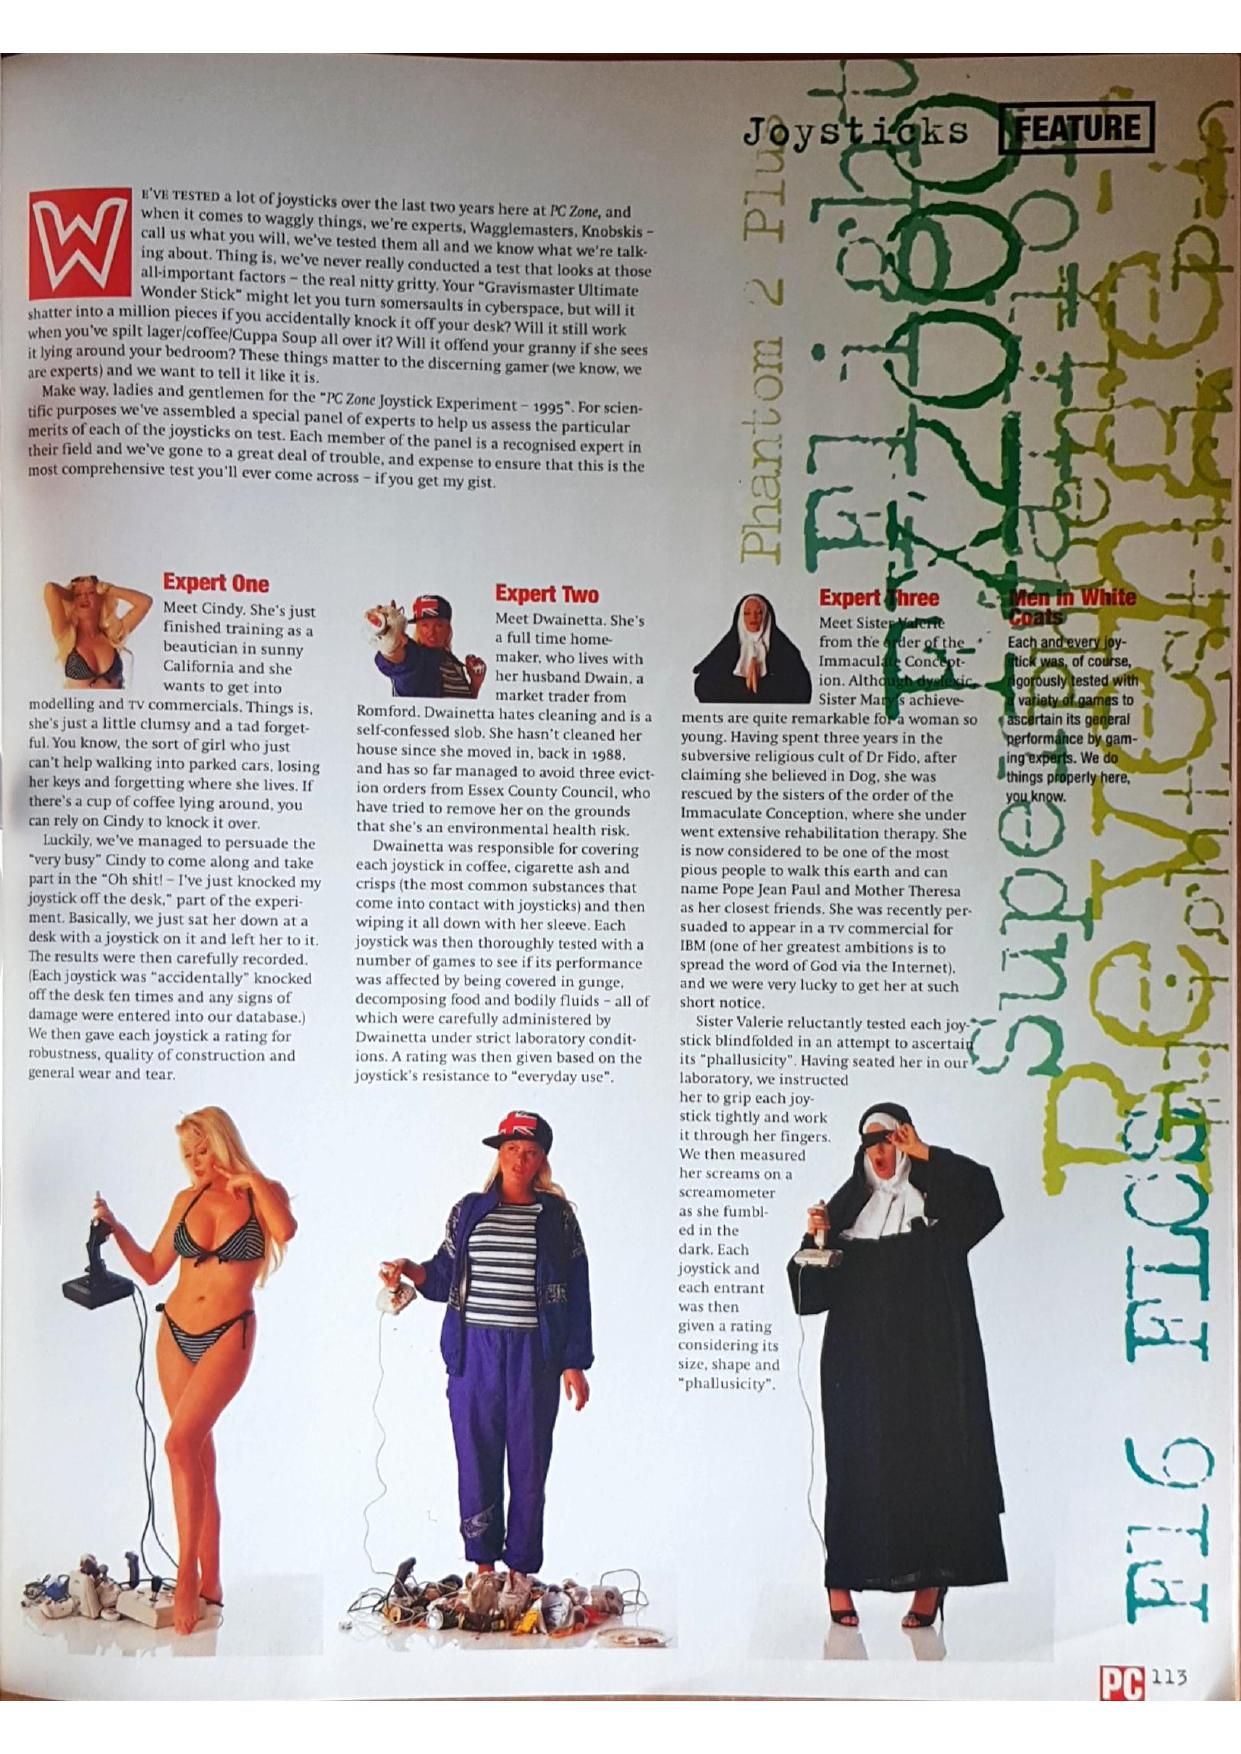 Joysticks FEATURE
WE'VE TESTED a lot of joysticks over the last two years here at PC Zone, and
when it comes to waggly things, we're experts, Wagglemasters, Knobskis –
call us what you will, we've tested them all and we know what we're talk-
ing about. Thing is, we've never really conducted a test that looks at those
all-important factors – the real nitty gritty. Your "Gravismaster Ultimate
Wonder Stick" might let you turn somersaults in cyberspace, but will it
shatter into a million pieces if you accidentally knock it off your desk? Will it still work
when you've spilt lager/coffee/Cuppa Soup all over it? Will it offend your granny if she sees
it lying around your bedroom? These things matter to the discerning gamer (we know, we
are experts) and we want to tell it like it is.
Make way, ladies and gentlemen for the "PC Zone Joystick Experiment – 1995". For scien-
tific purposes we've assembled a special panel of experts to help us assess the particular
merits of each of the joysticks on test. Each member of the panel is a recognised expert in
their field and we've gone to a great deal of trouble, and expense to ensure that this is the
most comprehensive test you'll ever come across – if you get my gist.
Expert One
Meet Cindy. She's just
finished training as a
beautician in sunny
California and she
wants to get into
modelling and TV commercials. Things is,
she's just a little clumsy and a tad forget-
ful. You know, the sort of girl who just
can't help walking into parked cars, losing
her keys and forgetting where she lives. If
there's a cup of coffee lying around, you
can rely on Cindy to knock it over.
Luckily, we've managed to persuade the
"very busy" Cindy to come along and take
part in the "Oh shit! – I've just knocked my
joystick off the desk," part of the experi-
ment. Basically, we just sat her down at a
desk with a joystick on it and left her to it.
The results were then carefully recorded.
(Each joystick was "accidentally" knocked
off the desk ten times and any signs of
damage were entered into our database.)
We then gave each joystick a rating for
robustness, quality of construction and
general wear and tear.
Expert Two
Meet Dwainetta. She's
a full time home-
maker, who lives with
her husband Dwain, a
market trader from
Romford. Dwainetta hates cleaning and is a
self-confessed slob. She hasn't cleaned her
house since she moved in, back in 1988,
and has so far managed to avoid three evict-
ion orders from Essex County Council, who
have tried to remove her on the grounds
that she's an environmental health risk.
Dwainetta was responsible for covering
each joystick in coffee, cigarette ash and
crisps (the most common substances that
come into contact with joysticks) and then
wiping it all down with her sleeve. Each
joystick was then thoroughly tested with a
number of games to see if its performance
was affected by being covered in gunge,
decomposing food and bodily fluids – all of
which were carefully administered by
Dwainetta under strict laboratory condit-
ions. A rating was then given based on the
joystick's resistance to "everyday use".
Expert Three
Meet Sister Valerie
from the order of the
Immaculate Concept-
ion. Although dyslexic,
Sister Mary's achieve-
ments are quite remarkable for a woman so
young. Having spent three years in the
subversive religious cult of Dr Fido, after
claiming she believed in Dog, she was
rescued by the sisters of the order of the
Immaculate Conception, where she under
went extensive rehabilitation therapy. She
is now considered to be one of the most
pious people to walk this earth and can
name Pope Jean Paul and Mother Theresa
as her closest friends. She was recently per-
suaded to appear in a TV commercial for
IBM (one of her greatest ambitions is to
spread the word of God via the Internet),
and we were very lucky to get her at such
short notice.
Sister Valerie reluctantly tested each joy-
stick blindfolded in an attempt to ascertain
its "phallusicity". Having seated her in our
laboratory, we instructed
her to grip each joy-
stick tightly and work
it through her fingers.
We then measured
her screams on a
screamometer
as she fumbl-
ed in the
dark. Each
joystick and
each entrant
was then
given a rating
considering its
size, shape and
"phallusicity".
Men in White
Coats
Each and every joy-
stick was, of course,
rigorously tested with
a variety of games to
ascertain its general
performance by gam-
ing experts. We do
things properly here,
you know.
Phantom 2 Plus
Flight
F16 FLCS
PC 113